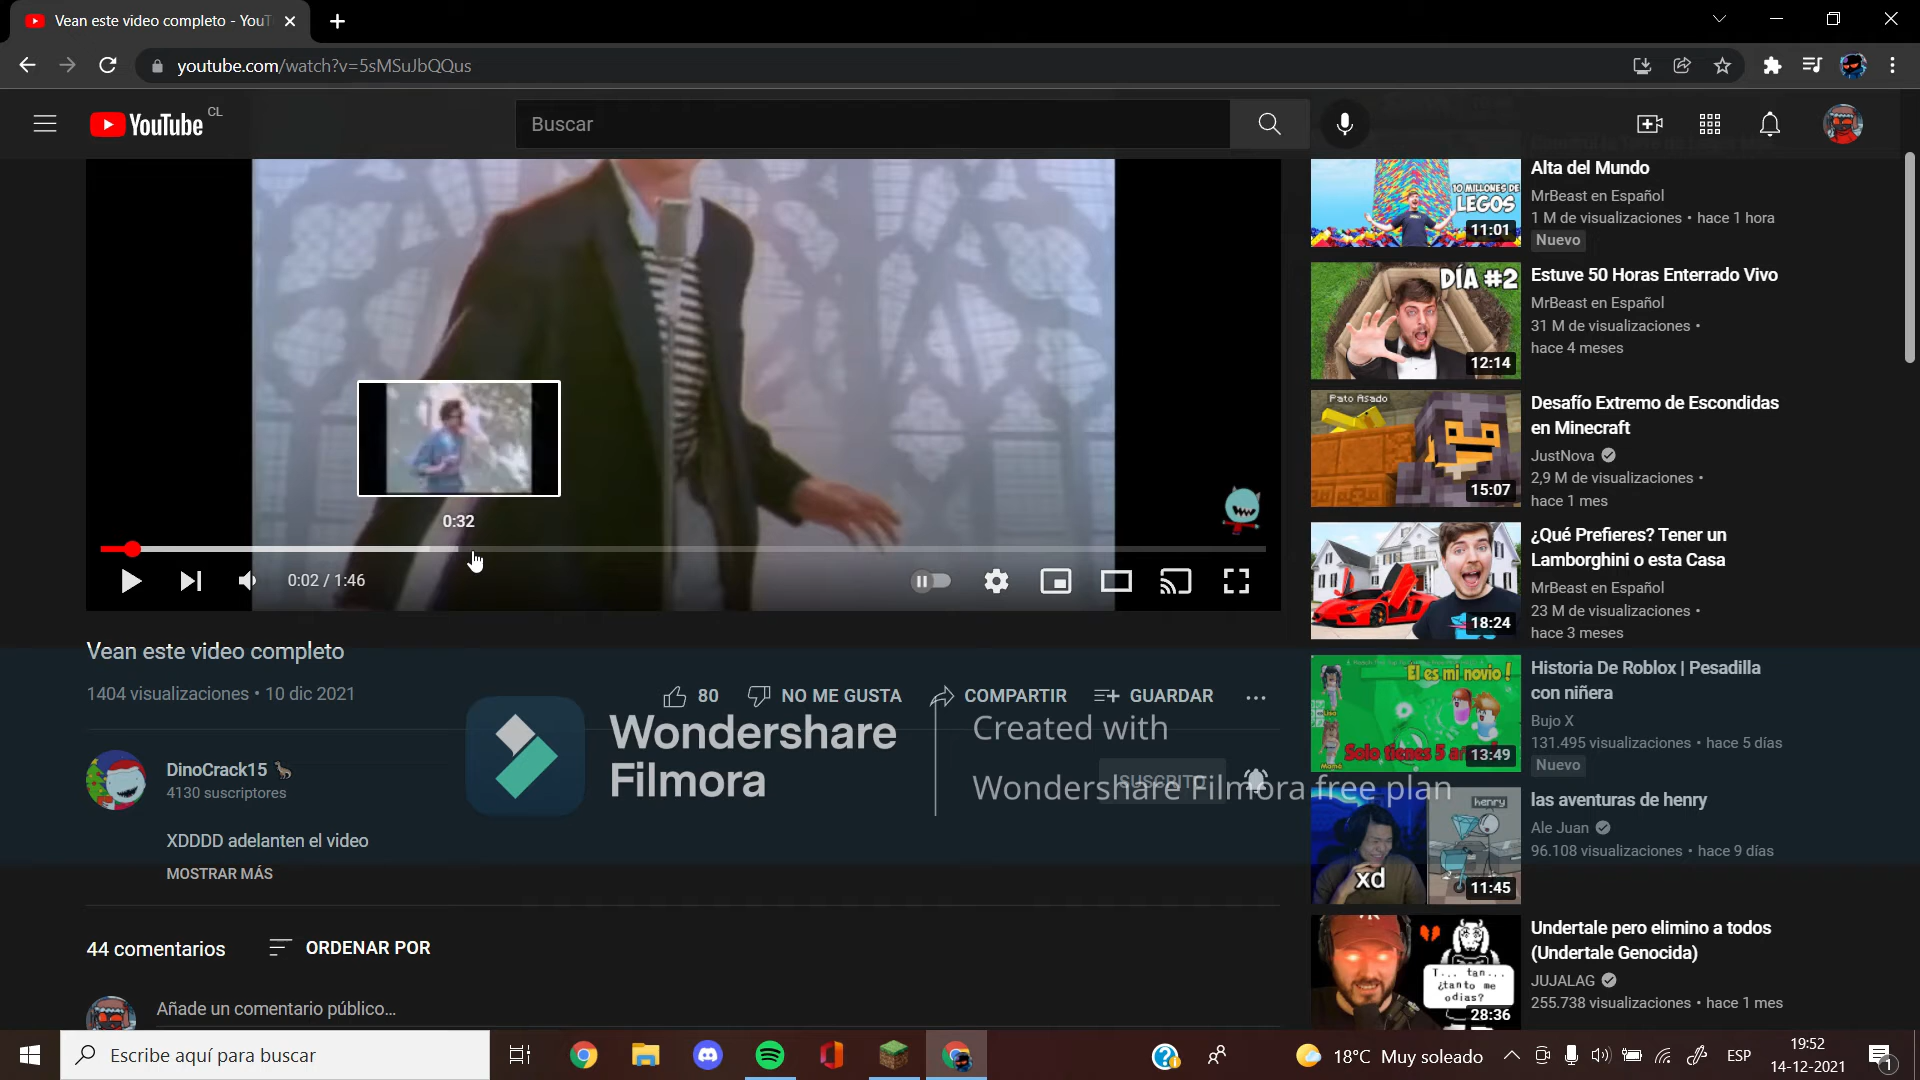 Vean este video completo - YouT
youtube.com/watch?v=5sMSuJbQQus
YouTube CL
Buscar
0:32
0:02 / 1:46
Vean este video completo
1404 visualizaciones • 10 dic 2021
80 NO ME GUSTA COMPARTIR GUARDAR
Wondershare
Filmora
Created with
Wondershare Filmora free plan
DinoCrack15
4130 suscriptores
SUSCRITO
XDDDD adelanten el video
MOSTRAR MÁS
44 comentarios ORDENAR POR
Añade un comentario público...
10 MILLONES DE
LEGOS
11:01
Alta del Mundo
MrBeast en Español
1 M de visualizaciones • hace 1 hora
Nuevo
DÍA #2
12:14
Estuve 50 Horas Enterrado Vivo
MrBeast en Español
31 M de visualizaciones •
hace 4 meses
Pato Asado
15:07
Desafío Extremo de Escondidas
en Minecraft
JustNova
2,9 M de visualizaciones •
hace 1 mes
18:24
¿Qué Prefieres? Tener un
Lamborghini o esta Casa
MrBeast en Español
23 M de visualizaciones •
hace 3 meses
El es mi novio !
Solo tienes 5 a
13:49
Historia De Roblox | Pesadilla
con niñera
Bujo X
131.495 visualizaciones • hace 5 días
Nuevo
henry
xd
11:45
las aventuras de henry
Ale Juan
96.108 visualizaciones • hace 9 días
T... tan...
¿tanto me
odias?
28:36
Undertale pero elimino a todos
(Undertale Genocida)
JUJALAG
255.738 visualizaciones • hace 1 mes
Escribe aquí para buscar
18°C Muy soleado
ESP
19:52
14-12-2021
1